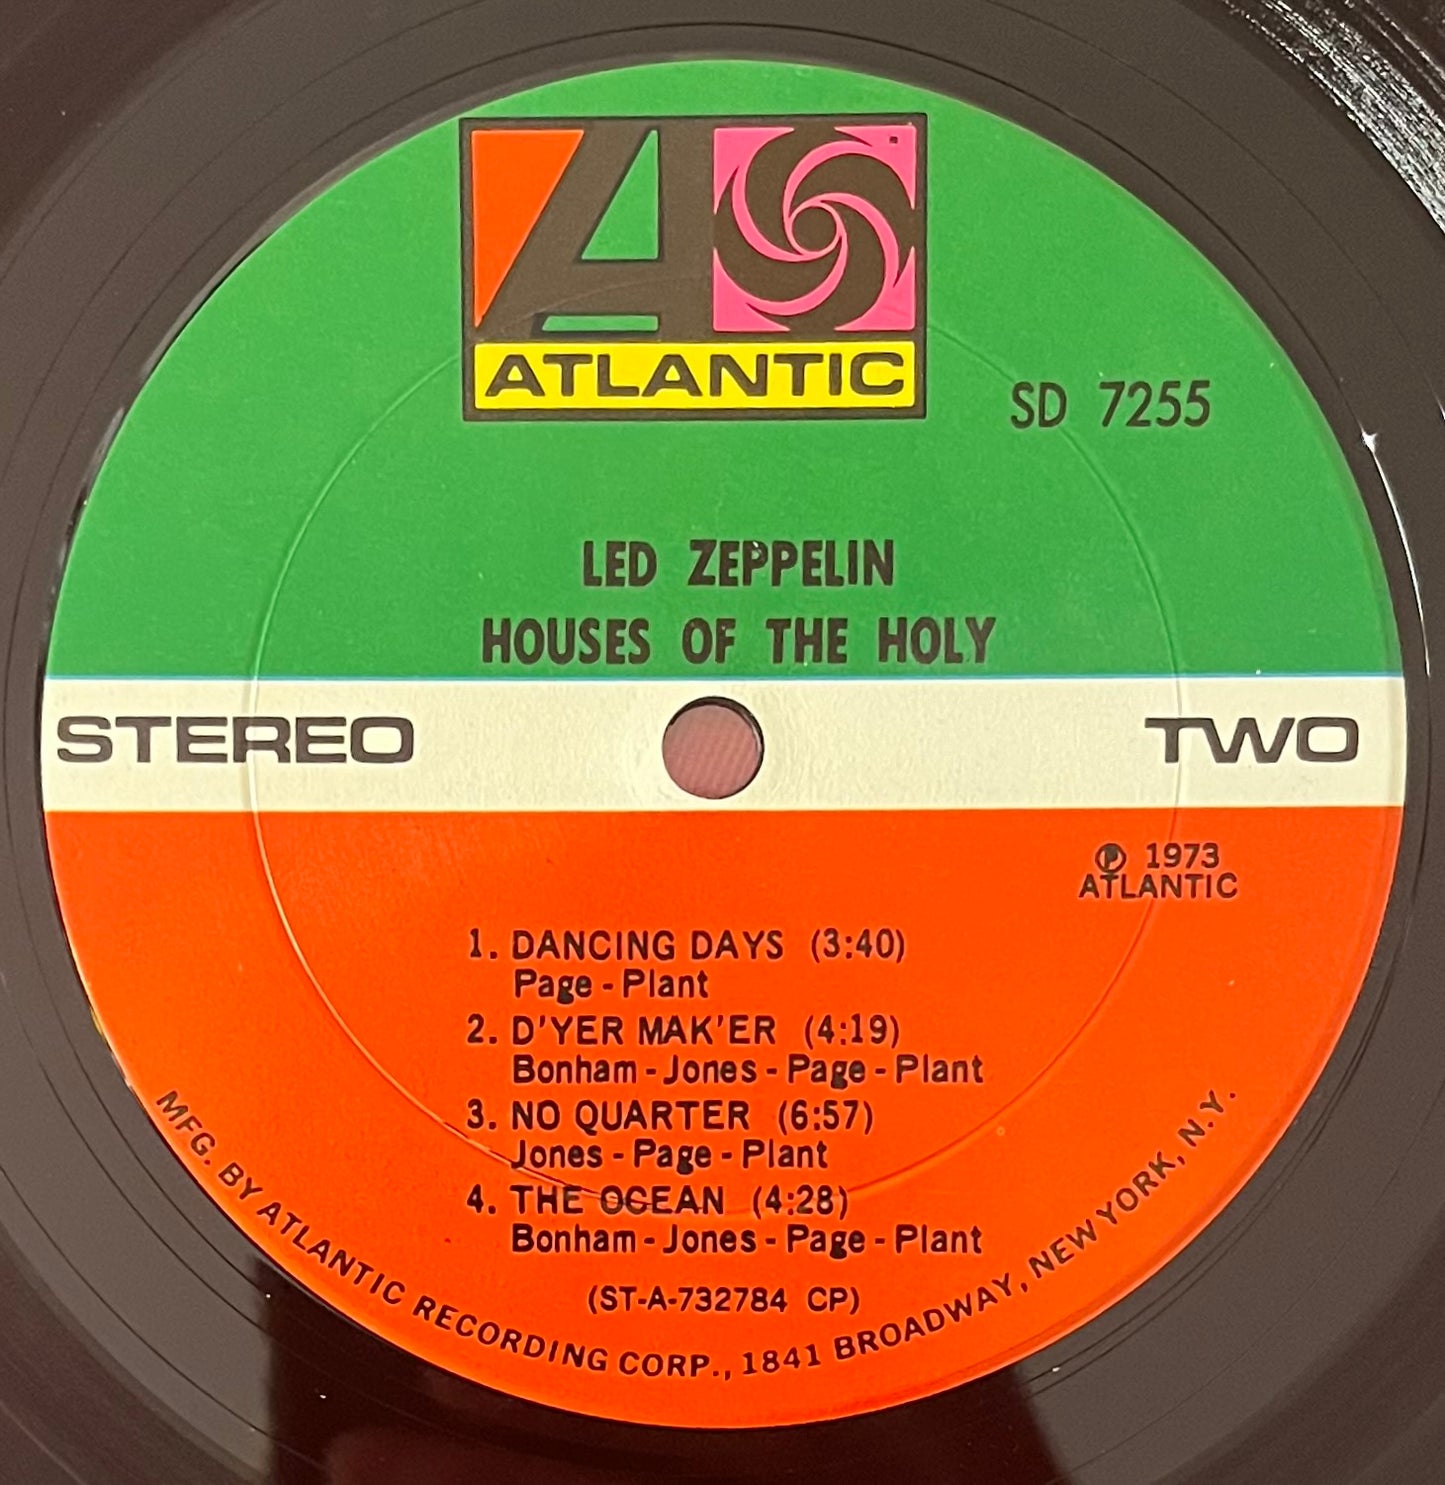 ATLANTIC
SD 7255
LED ZEPPELIN
HOUSES OF THE HOLY
STEREO
TWO
℗ 1973
ATLANTIC
1. DANCING DAYS (3:40)
Page - Plant
2. D'YER MAK'ER (4:19)
Bonham - Jones - Page - Plant
3. NO QUARTER (6:57)
Jones - Page - Plant
4. THE OCEAN (4:28)
Bonham - Jones - Page - Plant
(ST-A-732784 CP)
MFG. BY ATLANTIC RECORDING CORP., 1841 BROADWAY, NEW YORK, N.Y.